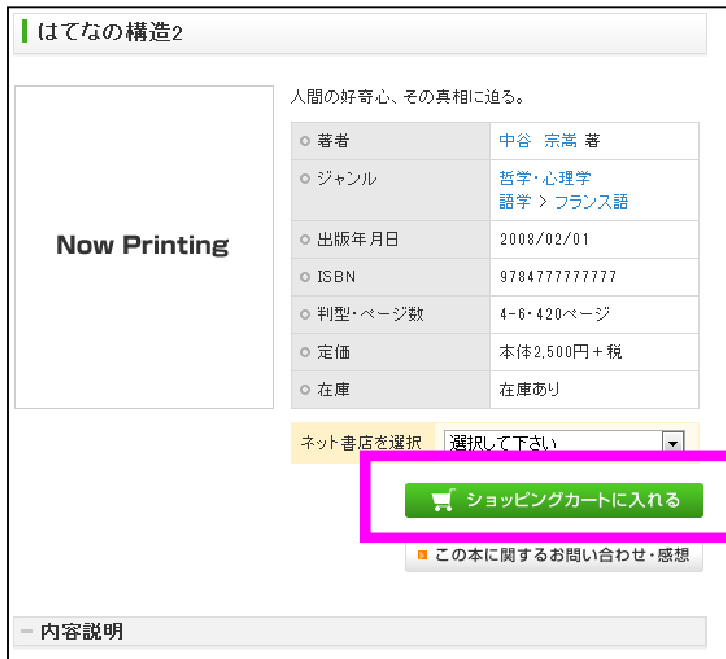 はてなの構造2
人間の好奇心、その真相に迫る。
Now Printing
著者 中谷 宗嵩 著
ジャンル 哲学・心理学
語学 > フランス語
出版年月日 2008/02/01
ISBN 9784777777777
判型・ページ数 4-6・420ページ
定価 本体2,500円+税
在庫 在庫あり
ネット書店を選択 選択して下さい
ショッピングカートに入れる
この本に関するお問い合わせ・感想
内容説明